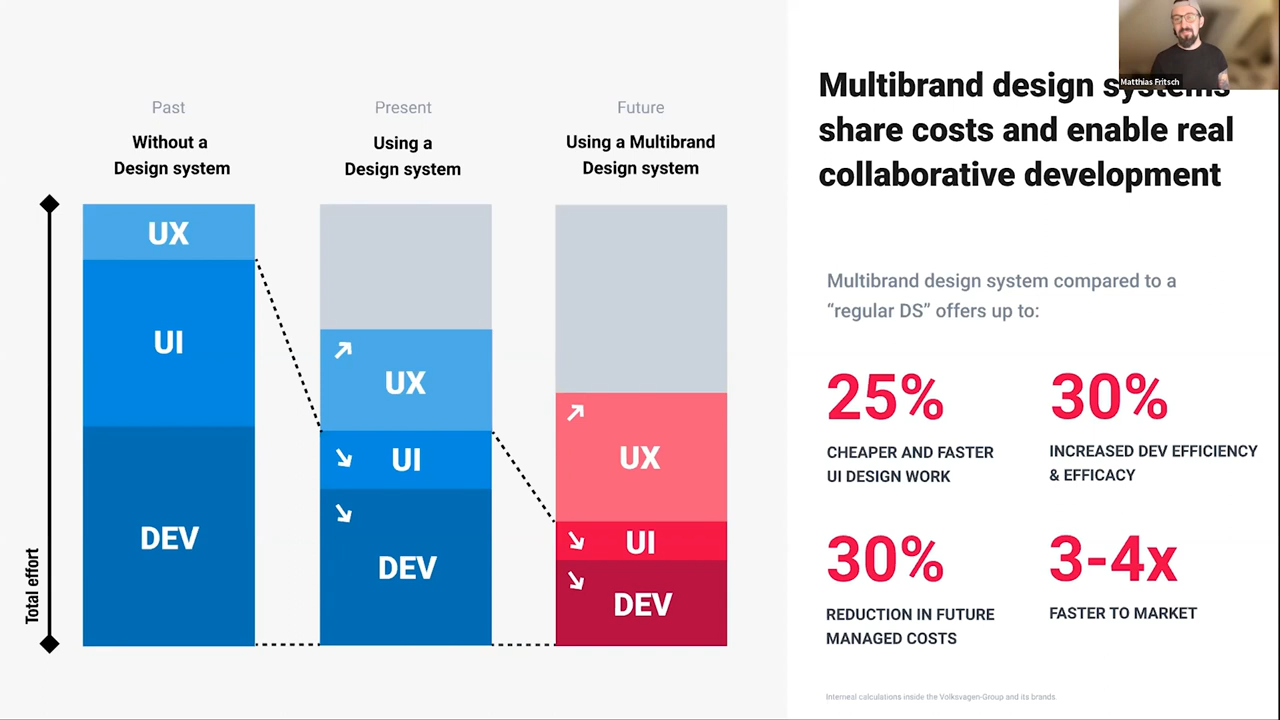 Matthias Fritsch
Past
Without a
Design system
Present
Using a
Design system
Future
Using a Multibrand
Design system
Total effort
UX
UI
DEV
UX
UI
DEV
UX
UI
DEV
Multibrand design systems
share costs and enable real
collaborative development
Multibrand design system compared to a
“regular DS” offers up to:
25%
CHEAPER AND FASTER
UI DESIGN WORK
30%
INCREASED DEV EFFICIENCY
& EFFICACY
30%
REDUCTION IN FUTURE
MANAGED COSTS
3-4x
FASTER TO MARKET
Interneal calculations inside the Volksvagen-Group and its brands.